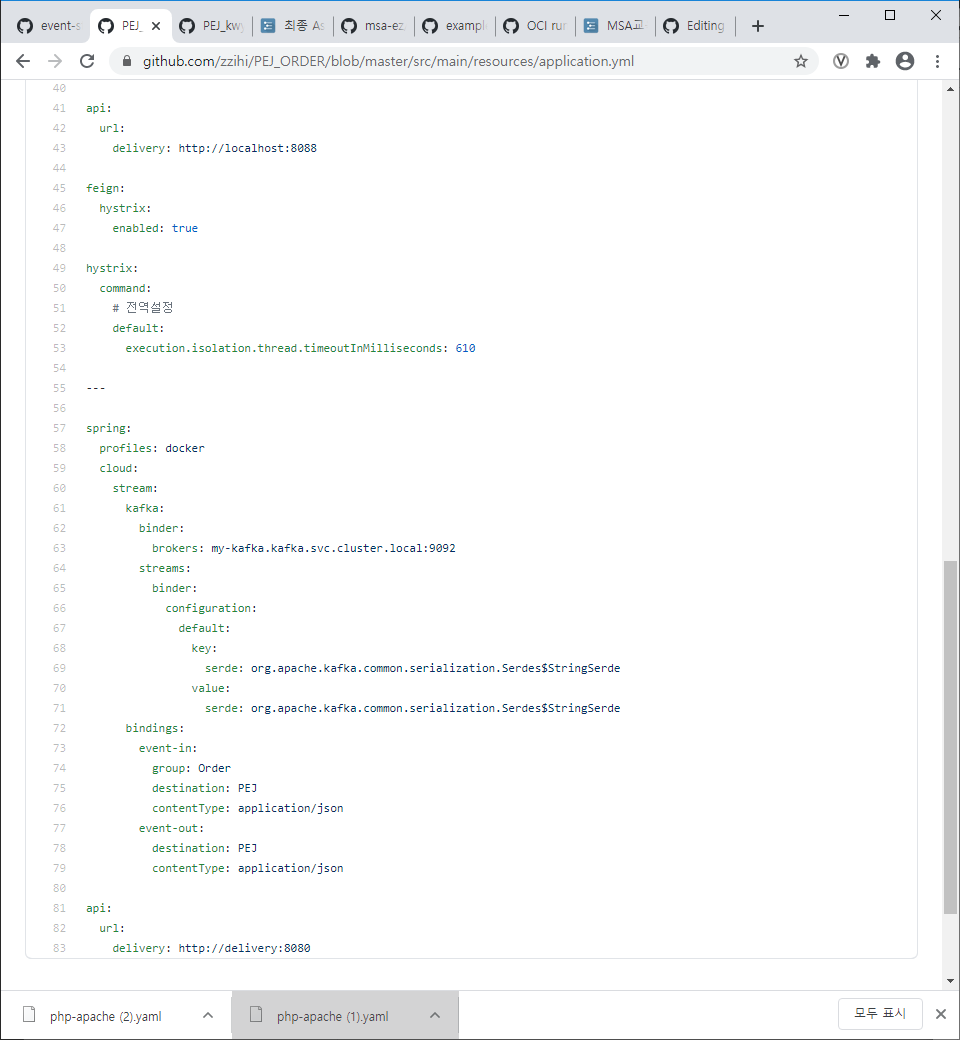 event-s
PEJ_
PEJ_kwy
최종 As
msa-ez
example
OCI run
MSA교
Editing
github.com/zzihi/PEJ_ORDER/blob/master/src/main/resources/application.yml
40
41 api:
42 url:
43 delivery: http://localhost:8088
44
45 feign:
46 hystrix:
47 enabled: true
48
49 hystrix:
50 command:
51 # 전역설정
52 default:
53 execution.isolation.thread.timeoutInMilliseconds: 610
54
55 ---
56
57 spring:
58 profiles: docker
59 cloud:
60 stream:
61 kafka:
62 binder:
63 brokers: my-kafka.kafka.svc.cluster.local:9092
64 streams:
65 binder:
66 configuration:
67 default:
68 key:
69 serde: org.apache.kafka.common.serialization.Serdes$StringSerde
70 value:
71 serde: org.apache.kafka.common.serialization.Serdes$StringSerde
72 bindings:
73 event-in:
74 group: Order
75 destination: PEJ
76 contentType: application/json
77 event-out:
78 destination: PEJ
79 contentType: application/json
80
81 api:
82 url:
83 delivery: http://delivery:8080
php-apache (2).yaml
php-apache (1).yaml
모두 표시